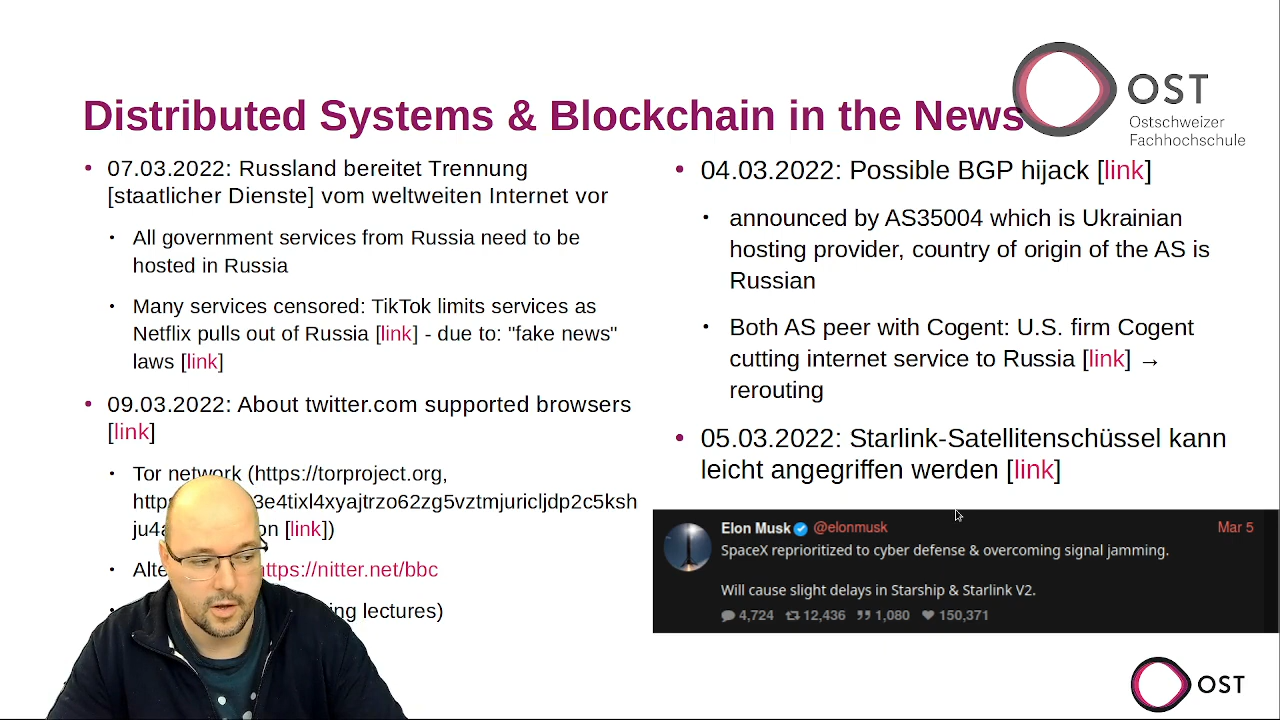 Distributed Systems & Blockchain in the News
OST
Ostschweizer
Fachhochschule
• 07.03.2022: Russland bereitet Trennung
[staatlicher Dienste] vom weltweiten Internet vor
• All government services from Russia need to be
hosted in Russia
• Many services censored: TikTok limits services as
Netflix pulls out of Russia [link] - due to: "fake news"
laws [link]
• 09.03.2022: About twitter.com supported browsers
[link]
• Tor network (https://torproject.org,
3e4tixl4xyajtrzo62zg5vztmjuricljdp2c5ksh
[link])
https://nitter.net/bbc
lectures)
• 04.03.2022: Possible BGP hijack [link]
• announced by AS35004 which is Ukrainian
hosting provider, country of origin of the AS is
Russian
• Both AS peer with Cogent: U.S. firm Cogent
cutting internet service to Russia [link] →
rerouting
• 05.03.2022: Starlink-Satellitenschüssel kann
leicht angegriffen werden [link]
Elon Musk @elonmusk Mar 5
SpaceX reprioritized to cyber defense & overcoming signal jamming.
Will cause slight delays in Starship & Starlink V2.
4,724 12,436 1,080 150,371
OST